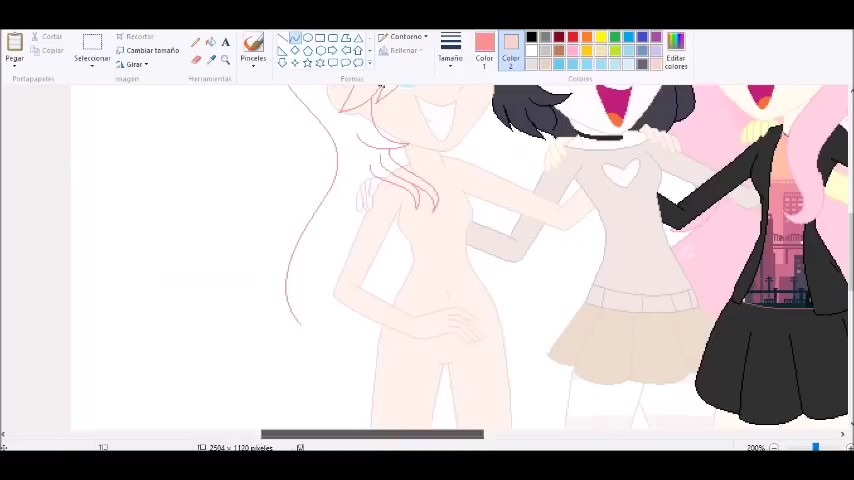 Pegar
Cortar
Copiar
Portapapeles
Seleccionar
Recortar
Cambiar tamaño
Girar
Imagen
A
Herramientas
Pinceles
Contorno
Rellenar
Formas
Tamaño
Color
1
Color
2
Editar
colores
Colores
2504 × 1120 píxeles
200%